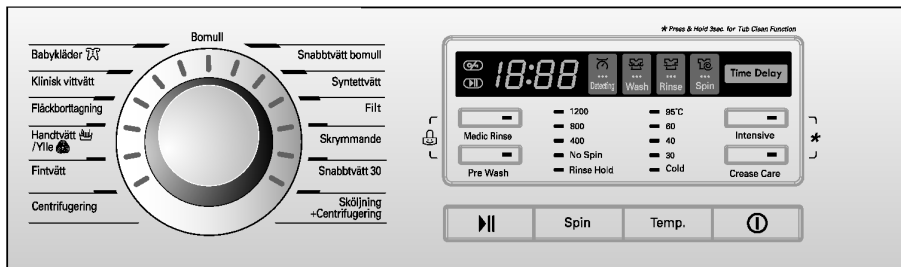 * Press & Hold 3sec. for Tub Clean Function
Bomull
Babykläder
Klinisk vittvätt
Fläckborttagning
Handtvätt
/Ylle
Fintvätt
Centrifugering
Snabbtvätt bomull
Syntettvätt
Filt
Skrymmande
Snabbtvätt 30
Sköljning
+Centrifugering
18:88
Detecting
Wash
Rinse
Spin
Time Delay
Medic Rinse
Pre Wash
1200
800
400
No Spin
Rinse Hold
95°C
60
40
30
Cold
Intensive
Crease Care
*
Spin
Temp.